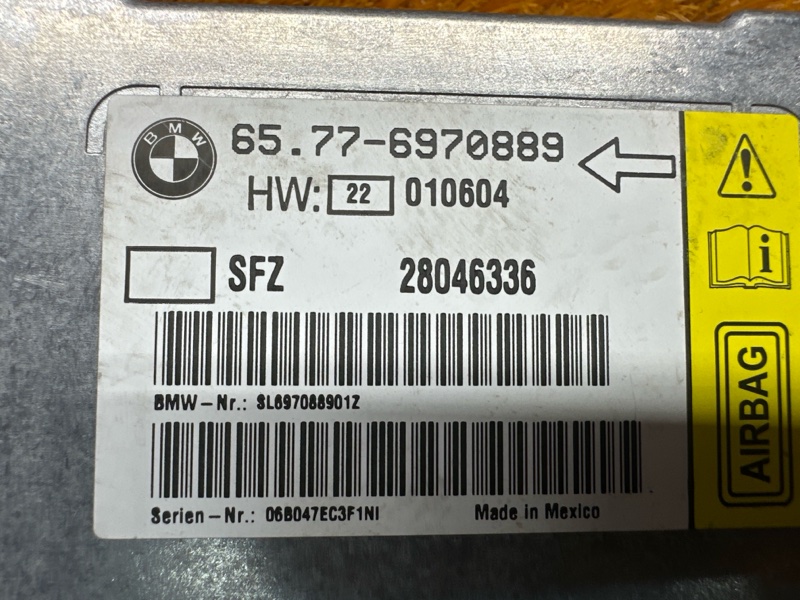 BMW
65.77-6970889
HW: 22 010604
SFZ 28046336
BMW-Nr.: SL697088901Z
Serien-Nr.: 06B047EC3F1NI
Made in Mexico
AIRBAG